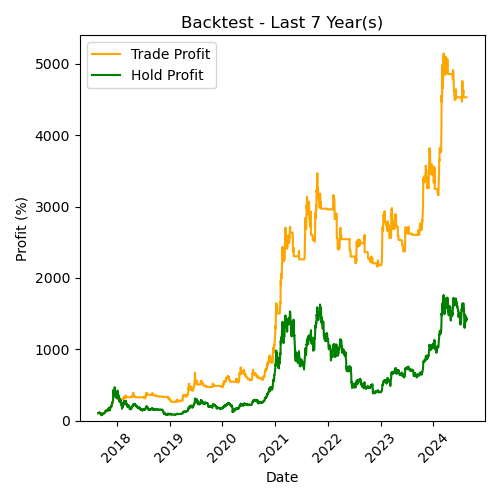 Backtest - Last 7 Year(s)
Trade Profit
Hold Profit
Profit (%)
5000
4000
3000
2000
1000
0
2018
2019
2020
2021
2022
2023
2024
Date